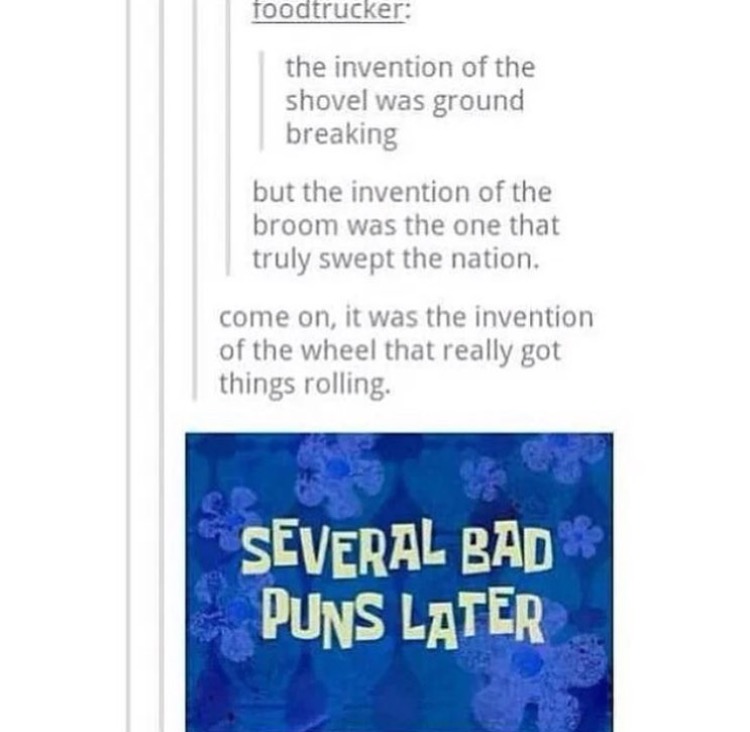 foodtrucker:
the invention of the
shovel was ground
breaking
but the invention of the
broom was the one that
truly swept the nation.
come on, it was the invention
of the wheel that really got
things rolling.
SEVERAL BAD
PUNS LATER